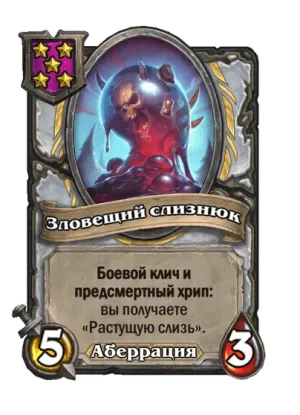 Зловещий слизнюк
Боевой клич и
предсмертный хрип:
вы получаете
«Растущую слизь».
5
Аберрация
3